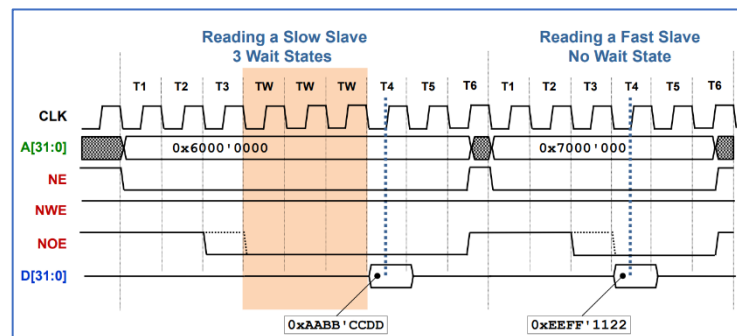 Reading a Slow Slave
3 Wait States
Reading a Fast Slave
No Wait State
T1 T2 T3 TW TW TW T4 T5 T6 T1 T2 T3 T4 T5 T6
CLK
A[31:0] 0x6000'0000 0x7000'000
NE
NWE
NOE
D[31:0]
0xAABB'CCDD 0xEEFF'1122